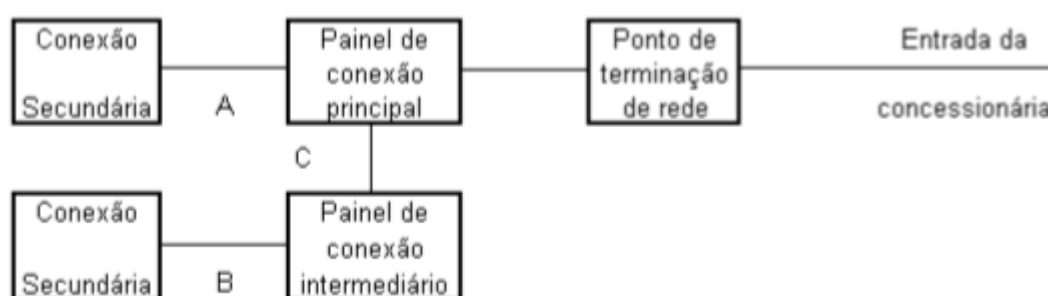 Conexão
Secundária
A
Painel de
conexão
principal
Ponto de
terminação
de rede
Entrada da
concessionária
C
Conexão
Secundária
B
Painel de
conexão
intermediário